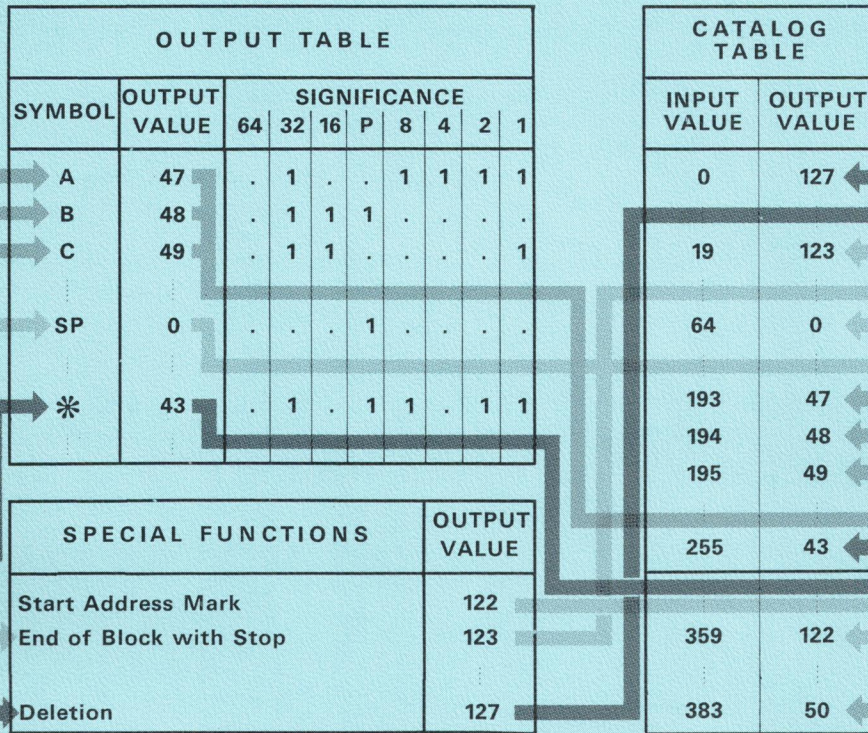 OUTPUT TABLE
SYMBOL OUTPUT VALUE SIGNIFICANCE
64 32 16 P 8 4 2 1
A 47 . 1 . . 1 1 1 1
B 48 . 1 1 1 . . . .
C 49 . 1 1 . . . . 1
SP 0 . . . 1 . . . .
* 43 . 1 . 1 1 . 1 1
SPECIAL FUNCTIONS OUTPUT VALUE
Start Address Mark 122
End of Block with Stop 123
Deletion 127
CATALOG
TABLE
INPUT VALUE OUTPUT VALUE
0 127
19 123
64 0
193 47
194 48
195 49
255 43
359 122
383 50